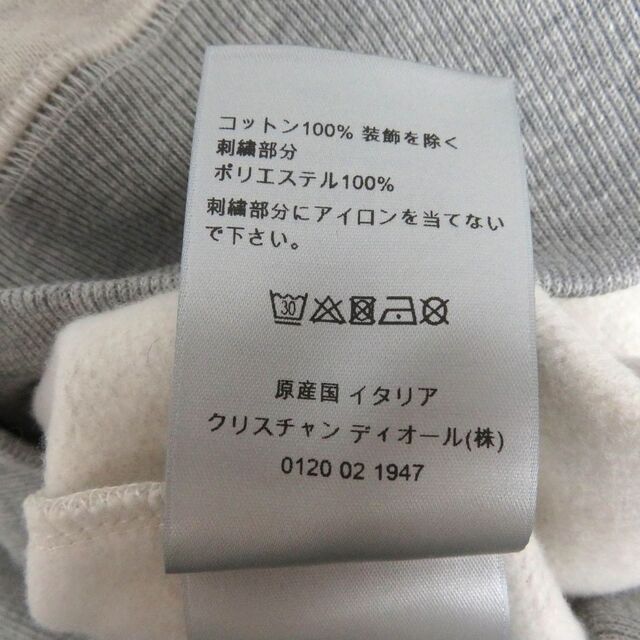 コットン100% 装飾を除く
刺繍部分
ポリエステル100%
刺繍部分にアイロンを当てない
で下さい。
30
原産国 イタリア
クリスチャン ディオール(株)
0120 02 1947